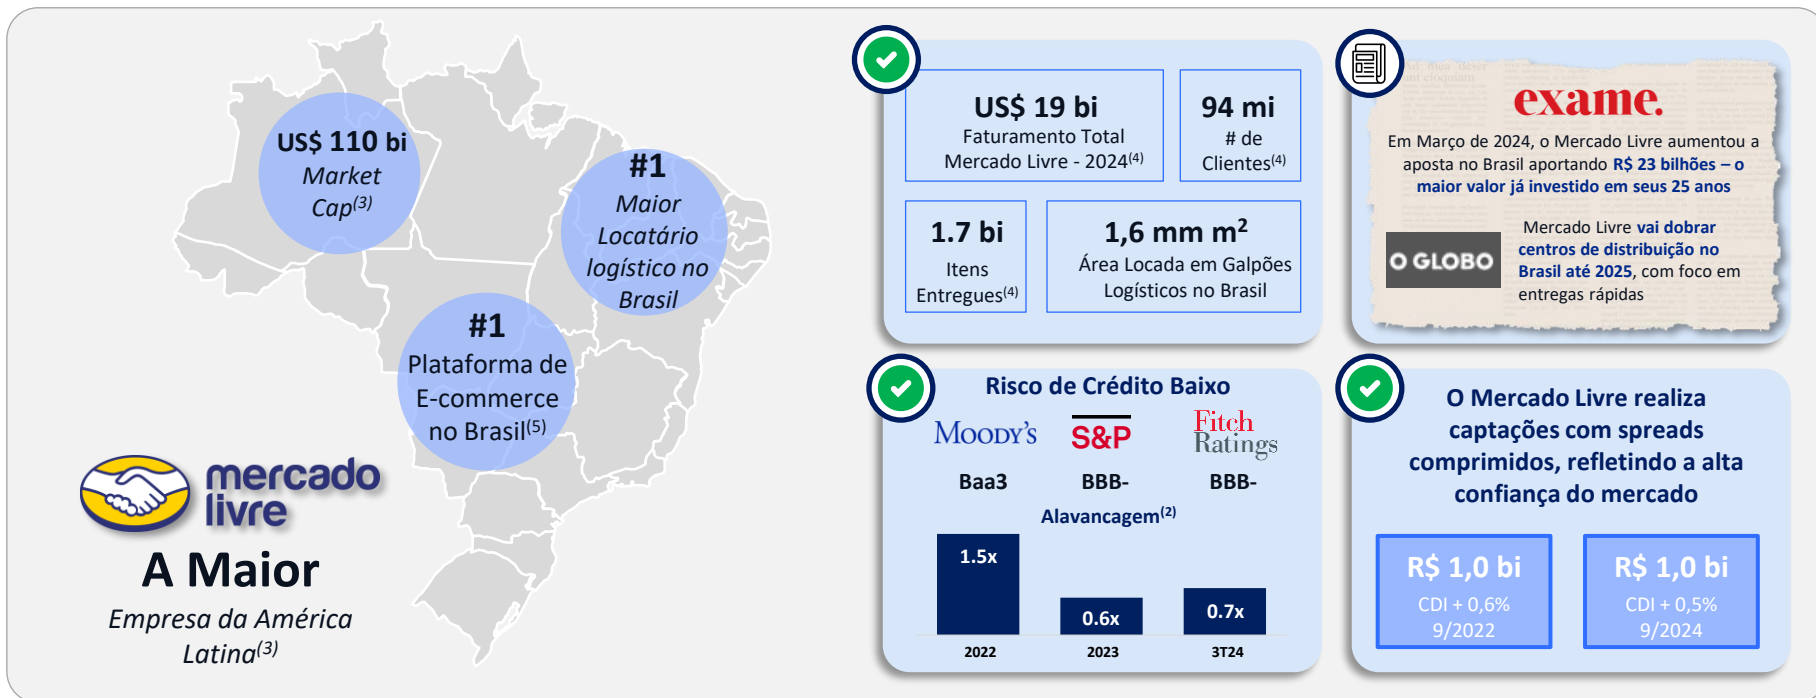 US$ 110 bi
Market
Cap(3)
#1
Maior
Locatário
logístico no
Brasil
#1
Plataforma de
E-commerce
no Brasil(5)
mercado
livre
A Maior
Empresa da América
Latina(3)
US$ 19 bi
Faturamento Total
Mercado Livre - 2024(4)
94 mi
# de
Clientes(4)
1.7 bi
Itens
Entregues(4)
1,6 mm m2
Área Locada em Galpões
Logísticos no Brasil
exame.
Em Março de 2024, o Mercado Livre aumentou a
aposta no Brasil aportando R$ 23 bilhões – o
maior valor já investido em seus 25 anos
O GLOBO
Mercado Livre vai dobrar
centros de distribuição no
Brasil até 2025, com foco em
entregas rápidas
Risco de Crédito Baixo
MOODY'S
S&P
Fitch
Ratings
Baa3
BBB-
BBB-
Alavancagem(2)
1.5x
0.6x
0.7x
2022
2023
3T24
O Mercado Livre realiza
captações com spreads
comprimidos, refletindo a alta
confiança do mercado
R$ 1,0 bi
CDI + 0,6%
9/2022
R$ 1,0 bi
CDI + 0,5%
9/2024